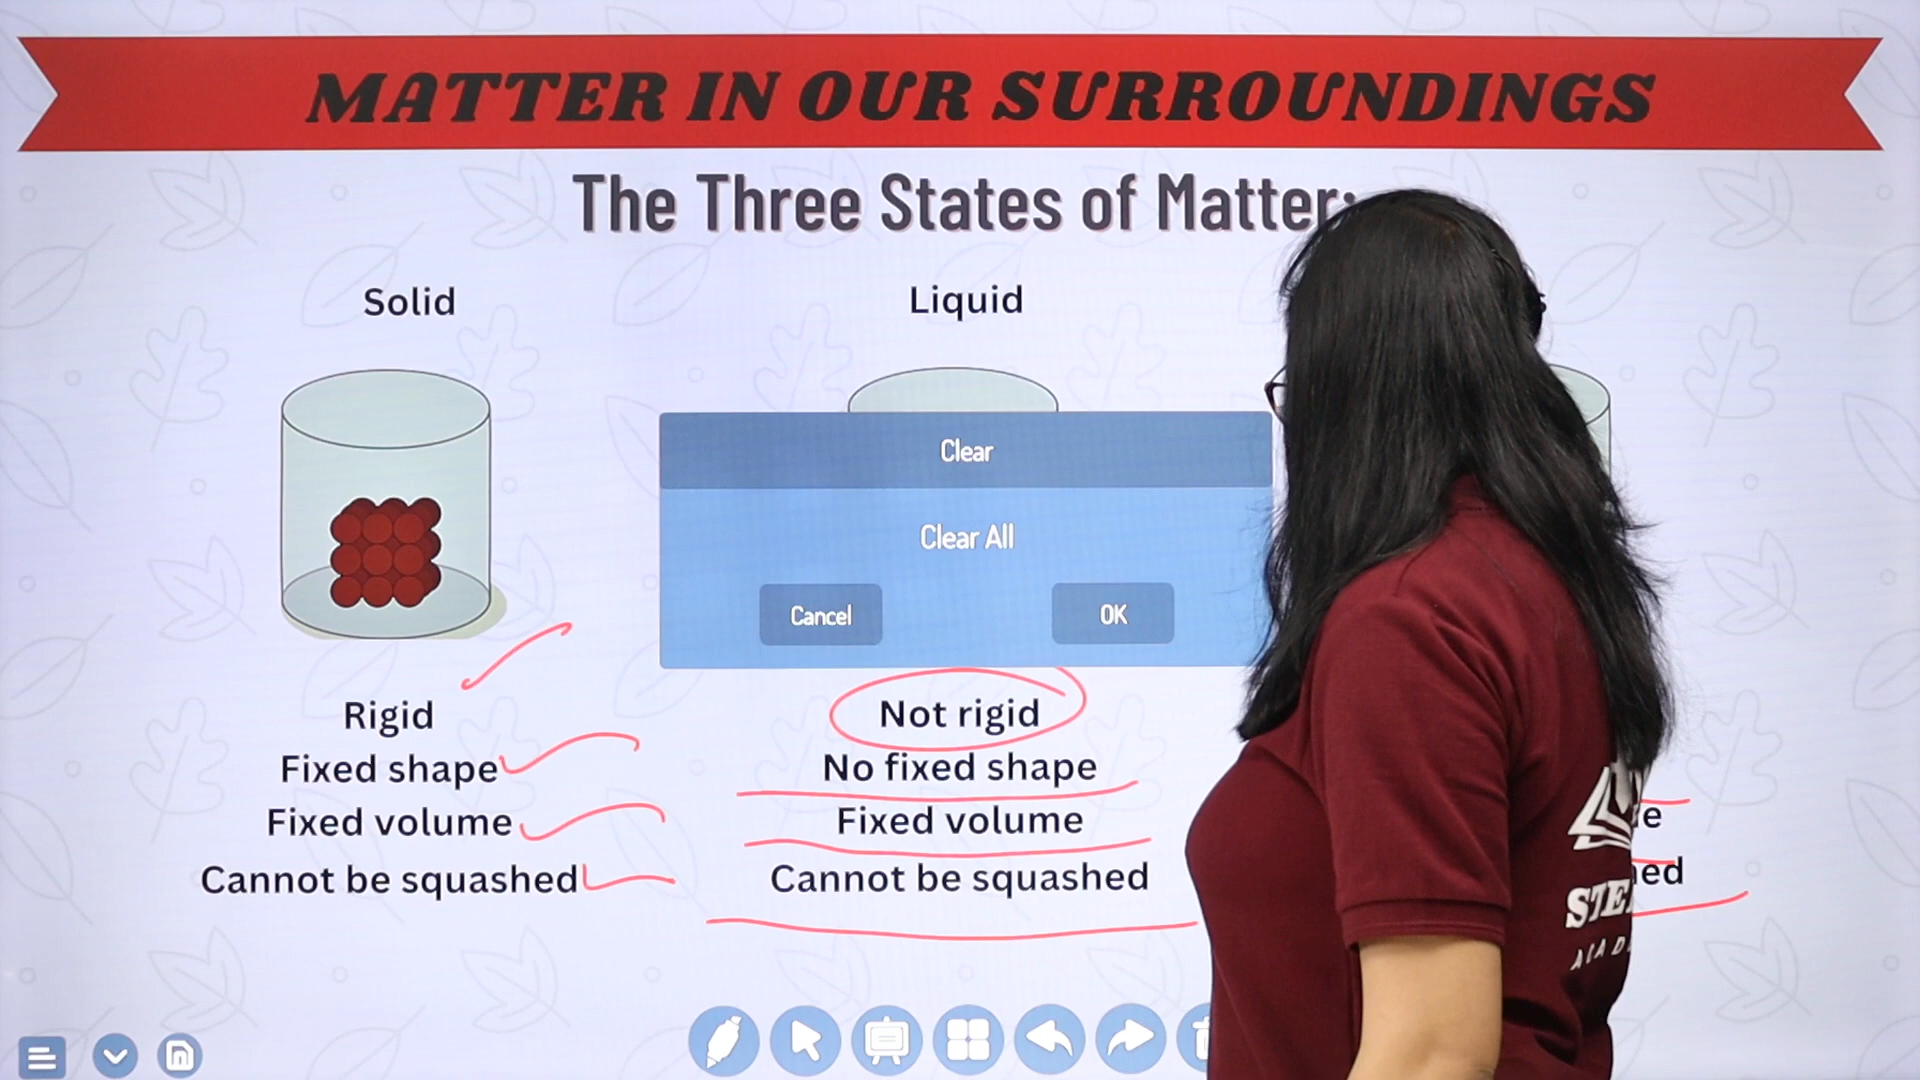 MATTER IN OUR SURROUNDINGS
The Three States of Matter:
Solid
Liquid
Clear
Clear All
Cancel
OK
Rigid
Not rigid
Fixed shape
No fixed shape
Fixed volume
Fixed volume
Cannot be squashed
Cannot be squashed